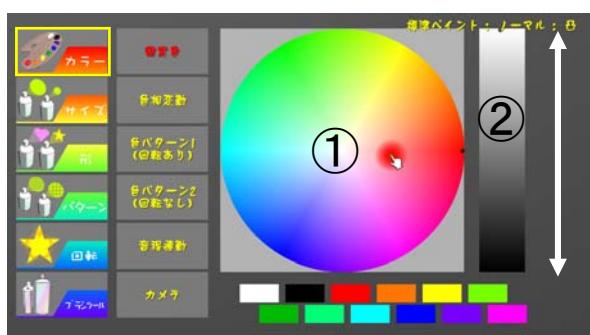 標準ペイント : ノーマル : 8
カラー
サイズ
形
パターン
回転
ブラシツール
固定色
色相変動
色パターン1
(回転あり)
色パターン2
(回転なし)
音程連動
カメラ
①
②